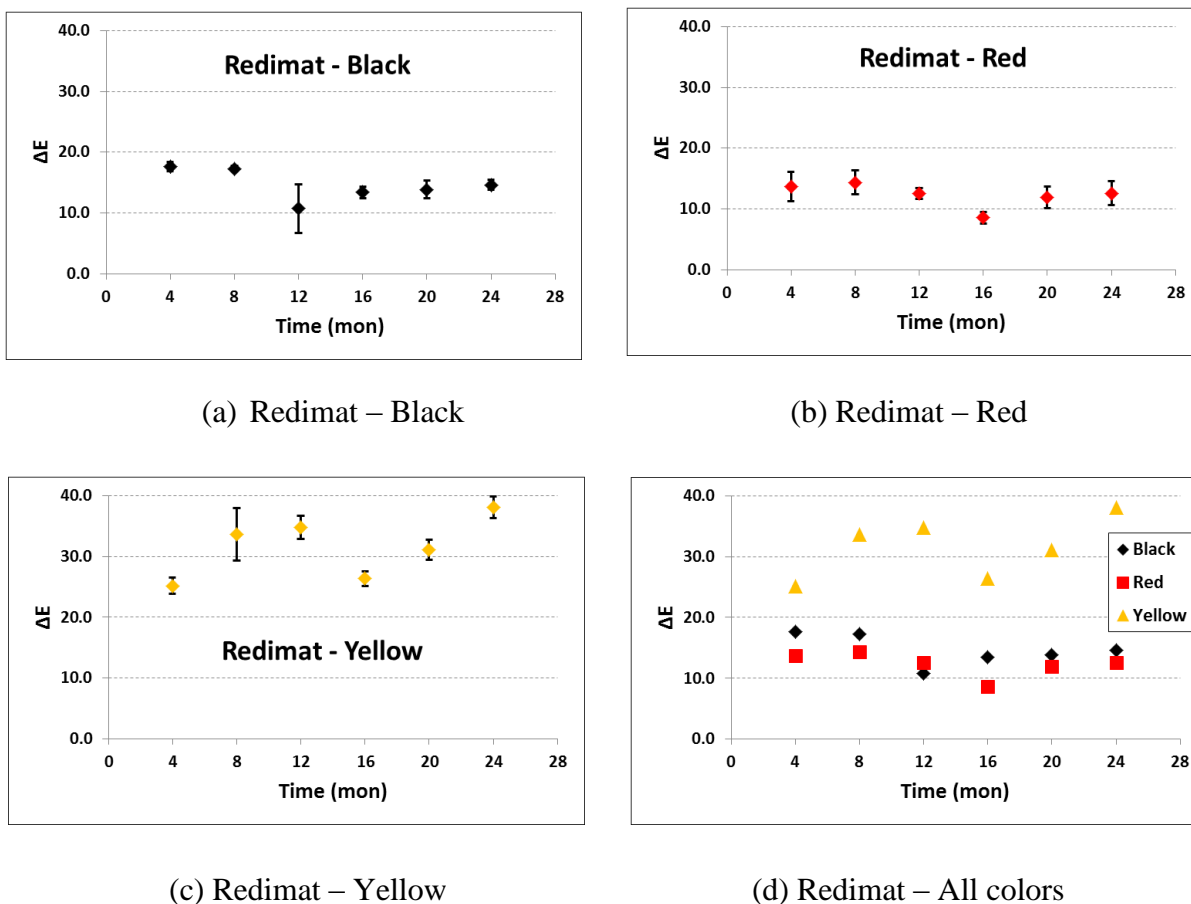 40.0
Redimat - Black
30.0
20.0
ΔE
10.0
0.0
0 4 8 12 16 20 24 28
Time (mon)
(a) Redimat – Black
40.0
Redimat - Red
30.0
20.0
ΔE
10.0
0.0
0 4 8 12 16 20 24 28
Time (mon)
(b) Redimat – Red
40.0
30.0
20.0
ΔE
Redimat - Yellow
10.0
0.0
0 4 8 12 16 20 24 28
Time (mon)
(c) Redimat – Yellow
40.0
30.0
20.0
ΔE
10.0
0.0
Black
Red
Yellow
0 4 8 12 16 20 24 28
Time (mon)
(d) Redimat – All colors